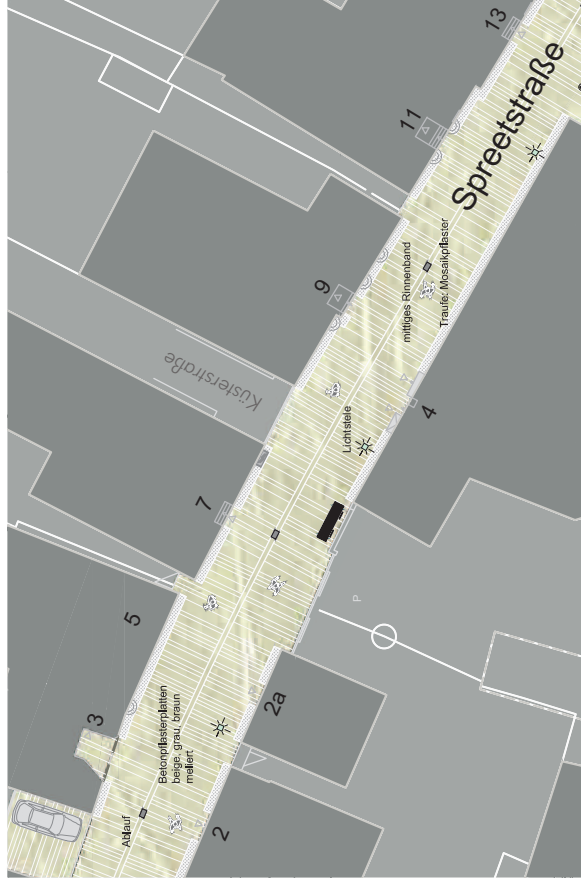 13
11
Spreetstraße
9
mittiges Rinnenband
Traufe: Mosaikpflaster
Küsterstraße
Lichtstele
4
7
P
5
2a
3
Betonpflasterplatten
beige, grau, braun
meliert
Ablauf
2